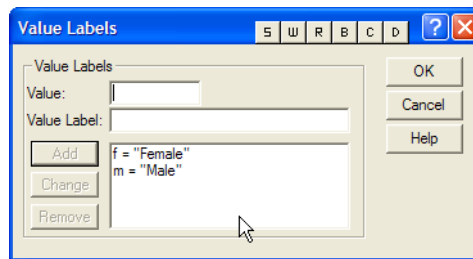 Value Labels
S W R B C D ?
Value Labels
Value:
Value Label:
Add
Change
Remove
f = "Female"
m = "Male"
OK
Cancel
Help